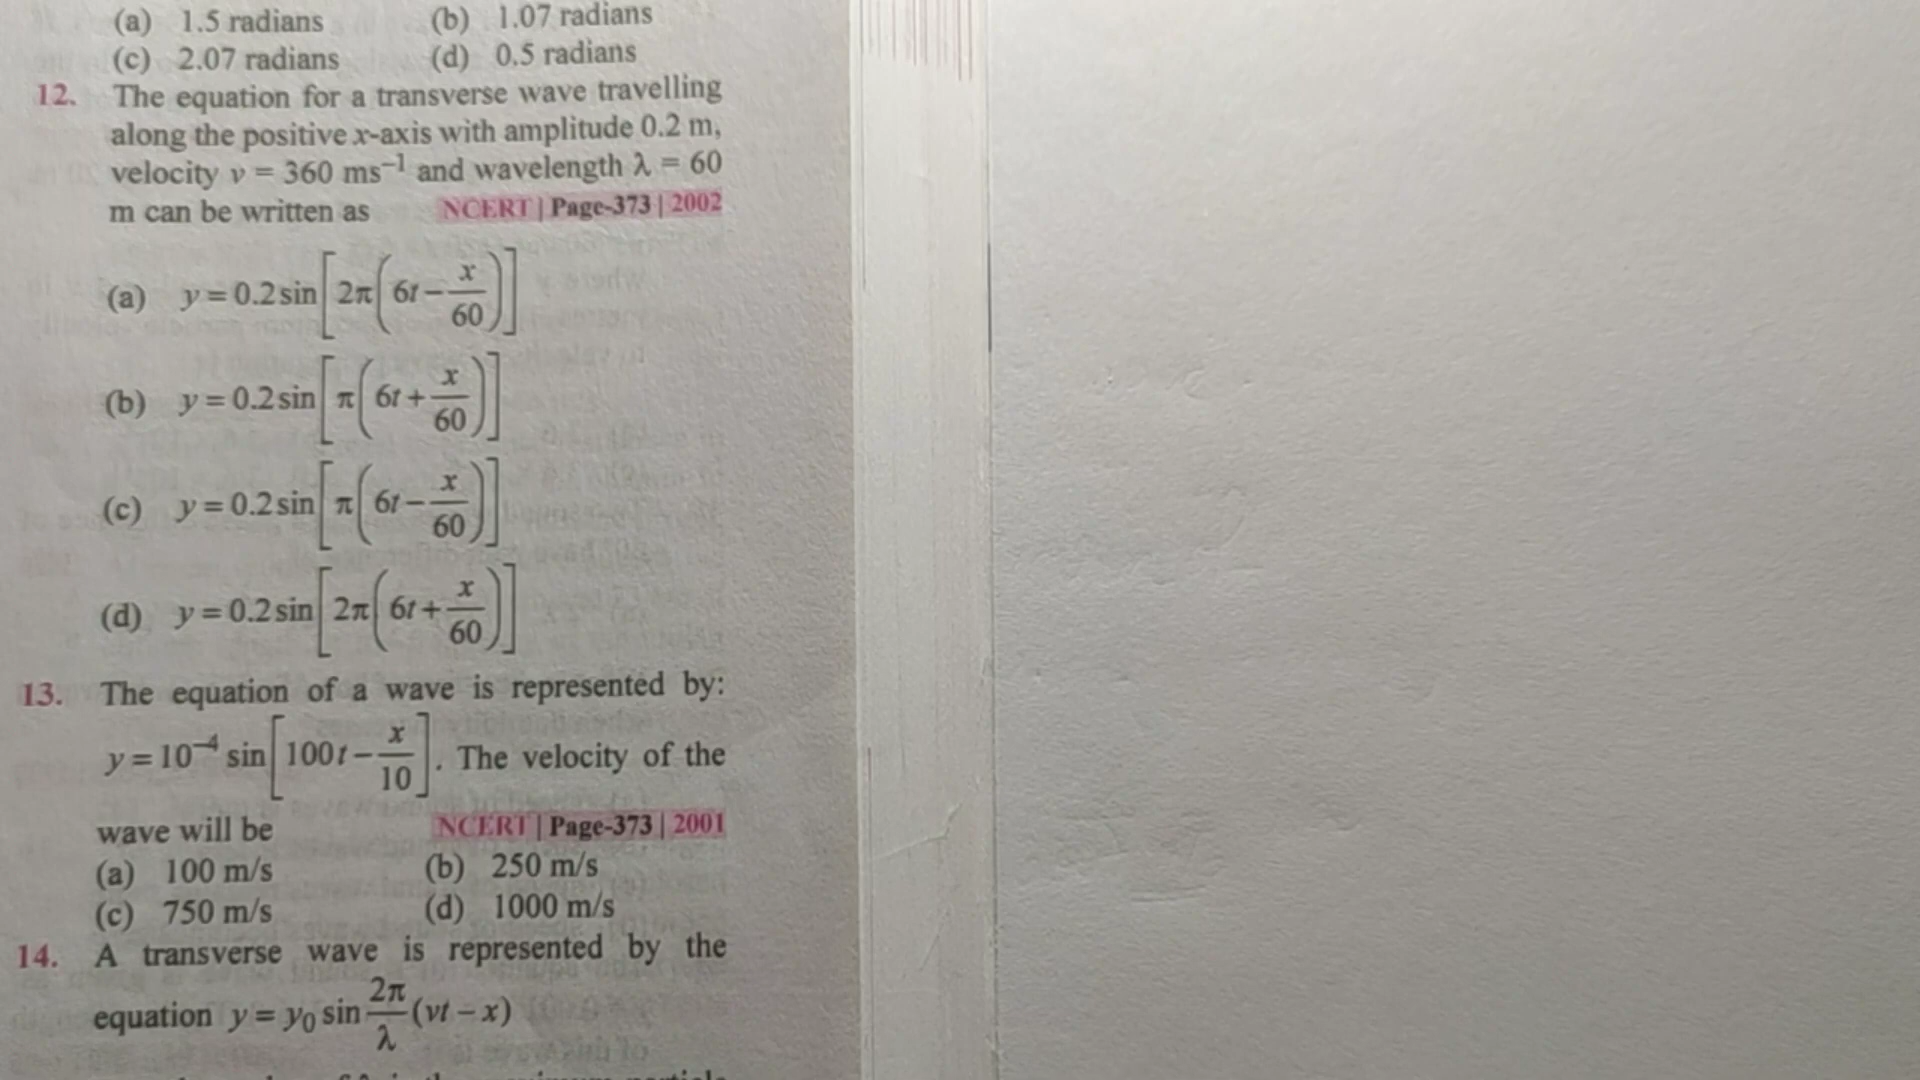 (a) 1.5 radians (b) 1.07 radians
(c) 2.07 radians (d) 0.5 radians
12. The equation for a transverse wave travelling
along the positive x-axis with amplitude 0.2 m,
velocity v = 360 ms⁻¹ and wavelength λ = 60
m can be written as NCERT | Page-373 | 2002
(a) y = 0.2 sin[2π(6t − x/60)]
(b) y = 0.2 sin[π(6t + x/60)]
(c) y = 0.2 sin[π(6t − x/60)]
(d) y = 0.2 sin[2π(6t + x/60)]
13. The equation of a wave is represented by:
y = 10⁻⁴ sin[100t − x/10]. The velocity of the
wave will be NCERT | Page-373 | 2001
(a) 100 m/s (b) 250 m/s
(c) 750 m/s (d) 1000 m/s
14. A transverse wave is represented by the
equation y = y₀ sin 2π/λ (vt − x)